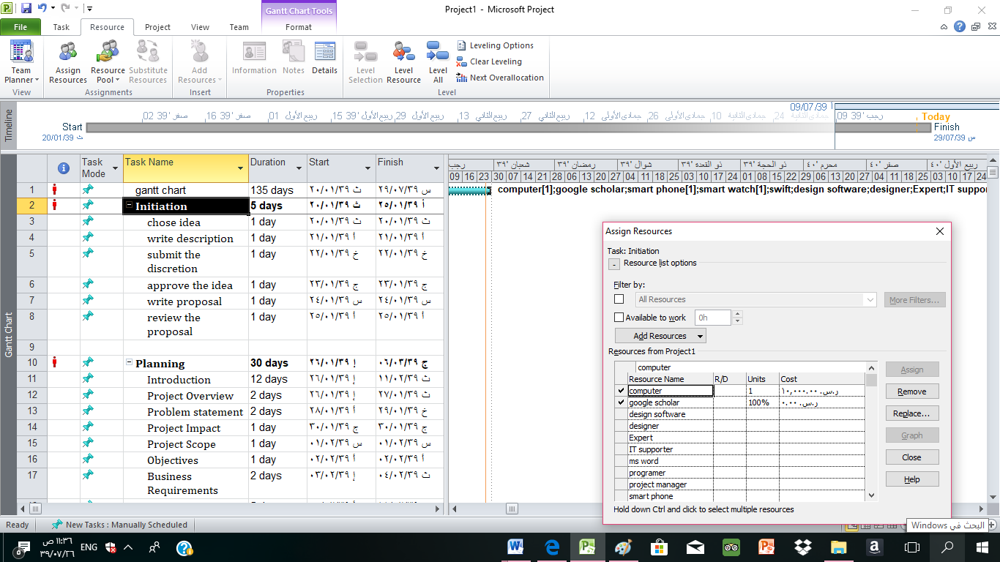 Project1 - Microsoft Project
Gantt Chart Tools
File Task Resource Project View Team Format
Team Planner
Assign Resources
Resource Pool
Substitute Resources
Add Resources
Information
Notes
Details
Level Selection
Level Resource
Level All
Leveling Options
Clear Leveling
Next Overallocation
View Assignments Insert Properties Level
Timeline
09/07/39 أ
02 صفر '39
16 صفر '39
01 ربيع الأول
15 ربيع الأول '39
29 ربيع الأول
13 ربيع الثاني
27 ربيع الثاني
12 جمادى الأولى
26 جمادى الأولى
10 جمادى الثانية
24 جمادى الثانية
09 رجب '39
Today
Start
ث 20/01/39
Finish
س 29/07/39
Gantt Chart
Task Mode Task Name Duration Start Finish
1 gantt chart 135 days ث ٢٠/٠١/٣٩ س ٢٩/٠٧/٣٩
2 Initiation 5 days ث ٢٠/٠١/٣٩ أ ٢٥/٠١/٣٩
3 chose idea 1 day ث ٢٠/٠١/٣٩ ث ٢٠/٠١/٣٩
4 write description 1 day أ ٢١/٠١/٣٩ أ ٢١/٠١/٣٩
5 submit the 1 day خ ٢٢/٠١/٣٩ خ ٢٢/٠١/٣٩
discretion
6 approve the idea 1 day ج ٢٣/٠١/٣٩ ج ٢٣/٠١/٣٩
7 write proposal 1 day س ٢٤/٠١/٣٩ س ٢٤/٠١/٣٩
8 review the 1 day أ ٢٥/٠١/٣٩ أ ٢٥/٠١/٣٩
proposal
9
10 Planning 30 days إ ٢٦/٠١/٣٩ ج ٠٦/٠٣/٣٩
11 Introduction 12 days إ ٢٦/٠١/٣٩ ث ١١/٠٢/٣٩
12 Project Overview 2 days إ ٢٦/٠١/٣٩ ث ٢٧/٠١/٣٩
13 Problem statement 2 days أ ٢٨/٠١/٣٩ خ ٢٩/٠١/٣٩
14 Project Impact 1 day ج ٣٠/٠١/٣٩ ج ٣٠/٠١/٣٩
15 Project Scope 1 day س ٠١/٠٢/٣٩ س ٠١/٠٢/٣٩
16 Objectives 1 day أ ٠٢/٠٢/٣٩ أ ٠٢/٠٢/٣٩
17 Business 2 days إ ٠٣/٠٢/٣٩ ث ٠٤/٠٢/٣٩
Requirements
رجب
شعبان '٣٩
رمضان '٣٩
شوال '٣٩
ذو القعدة '٣٩
ذو الحجة '٣٩
محرم '٤٠
صفر '٤٠
ربيع الأول '٤٠
09 16 23 30 07 14 21 28 06 13 20 27 04 11 18 25 03 10 17 24 01 08 15 22 29 06 13 20 27 05 12 19 26 03 10 17 24
computer[1];google scholar;smart phone[1];smart watch[1];swift;design software;designer;Expert;IT suppo
Assign Resources
Task: Initiation
- Resource list options
Filter by:
All Resources
More Filters...
Available to work 0h
Add Resources
Resources from Project1
computer
Resource Name R/D Units Cost
computer 1 ر.س. ١٠,٠٠٠.٠٠
google scholar 100% ر.س. ٠.٠٠
design software
designer
Expert
IT supporter
ms word
programer
project manager
smart phone
Assign
Remove
Replace...
Graph
Close
Help
Hold down Ctrl and click to select multiple resources
Ready New Tasks : Manually Scheduled
البحث في Windows
١١:٣٦ ص
٣٩/٠٧/٢٦
ENG